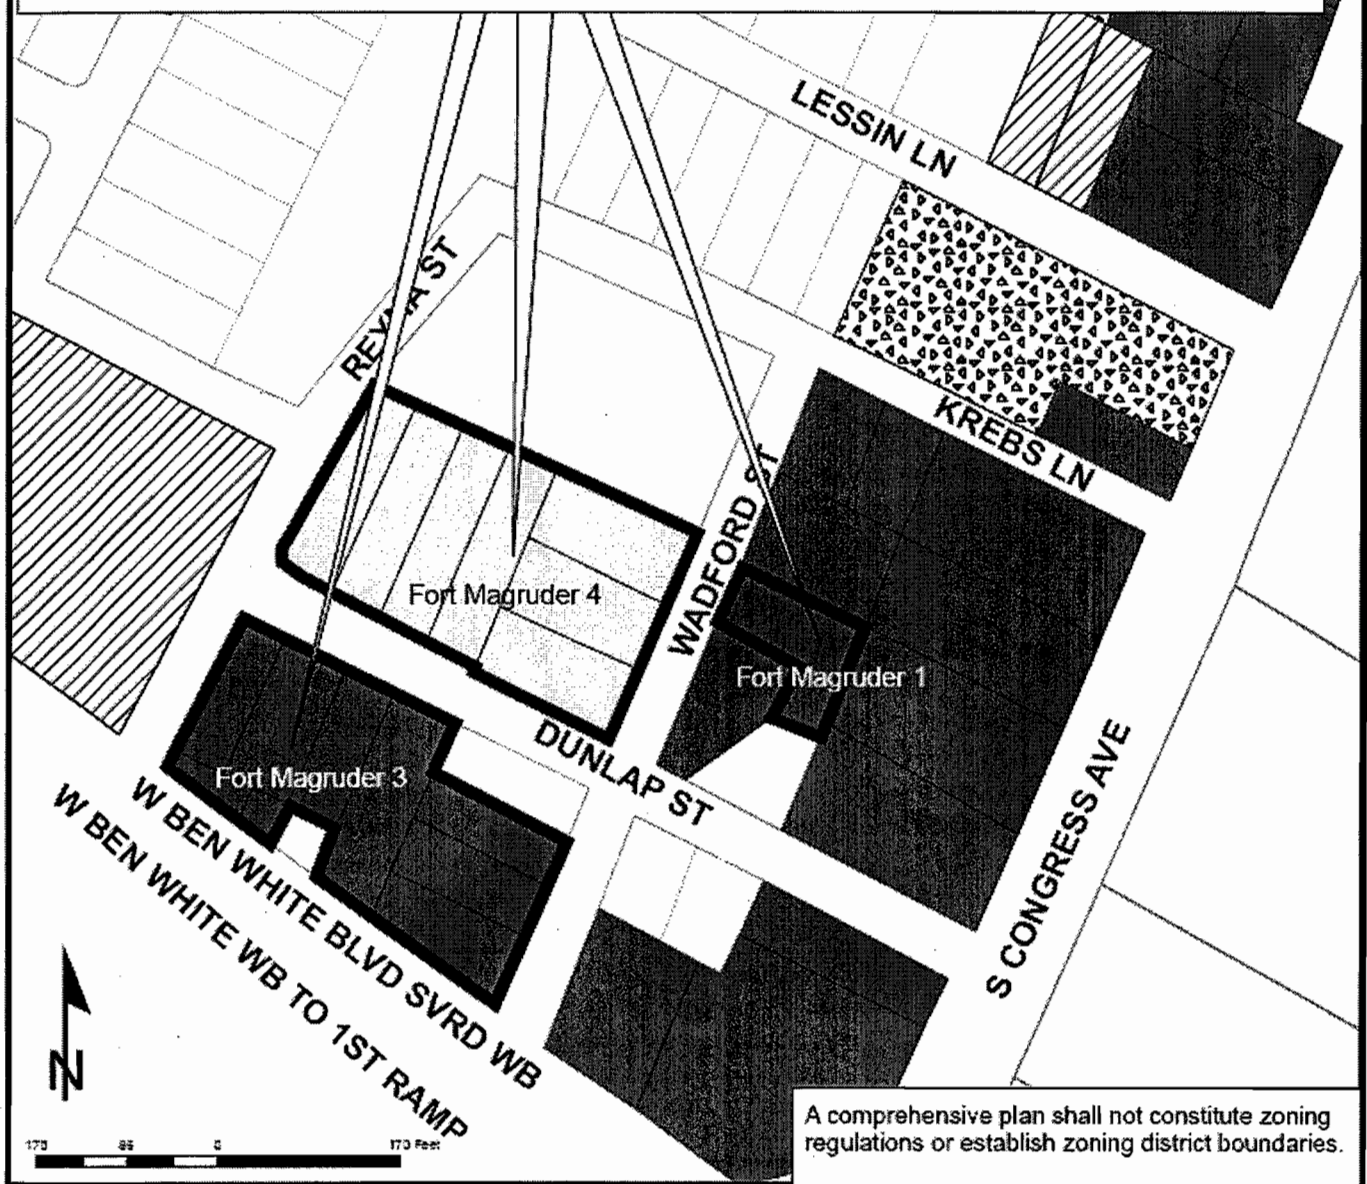 LESSIN LN
REYNA ST
KREBS LN
WADFORD ST
Fort Magruder 4
Fort Magruder 1
DUNLAP ST
Fort Magruder 3
S CONGRESS AVE
W BEN WHITE BLVD SVRD WB
W BEN WHITE WB TO 1ST RAMP
N
170 85 0 170 Feet
A comprehensive plan shall not constitute zoning
regulations or establish zoning district boundaries.